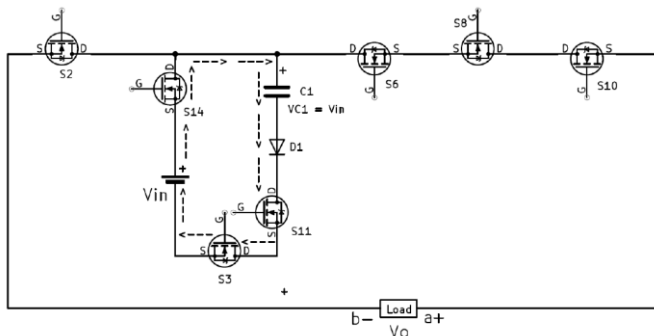 G
S8
G
S
D
S2
D
S
S6
G
S
D
D
S
S10
G
D
G
S14
S
+
C1
VC1 = Vin
D1
+
Vin
G
G
D
S11
S
S
D
S3
+
b-
Load
a+
Vo